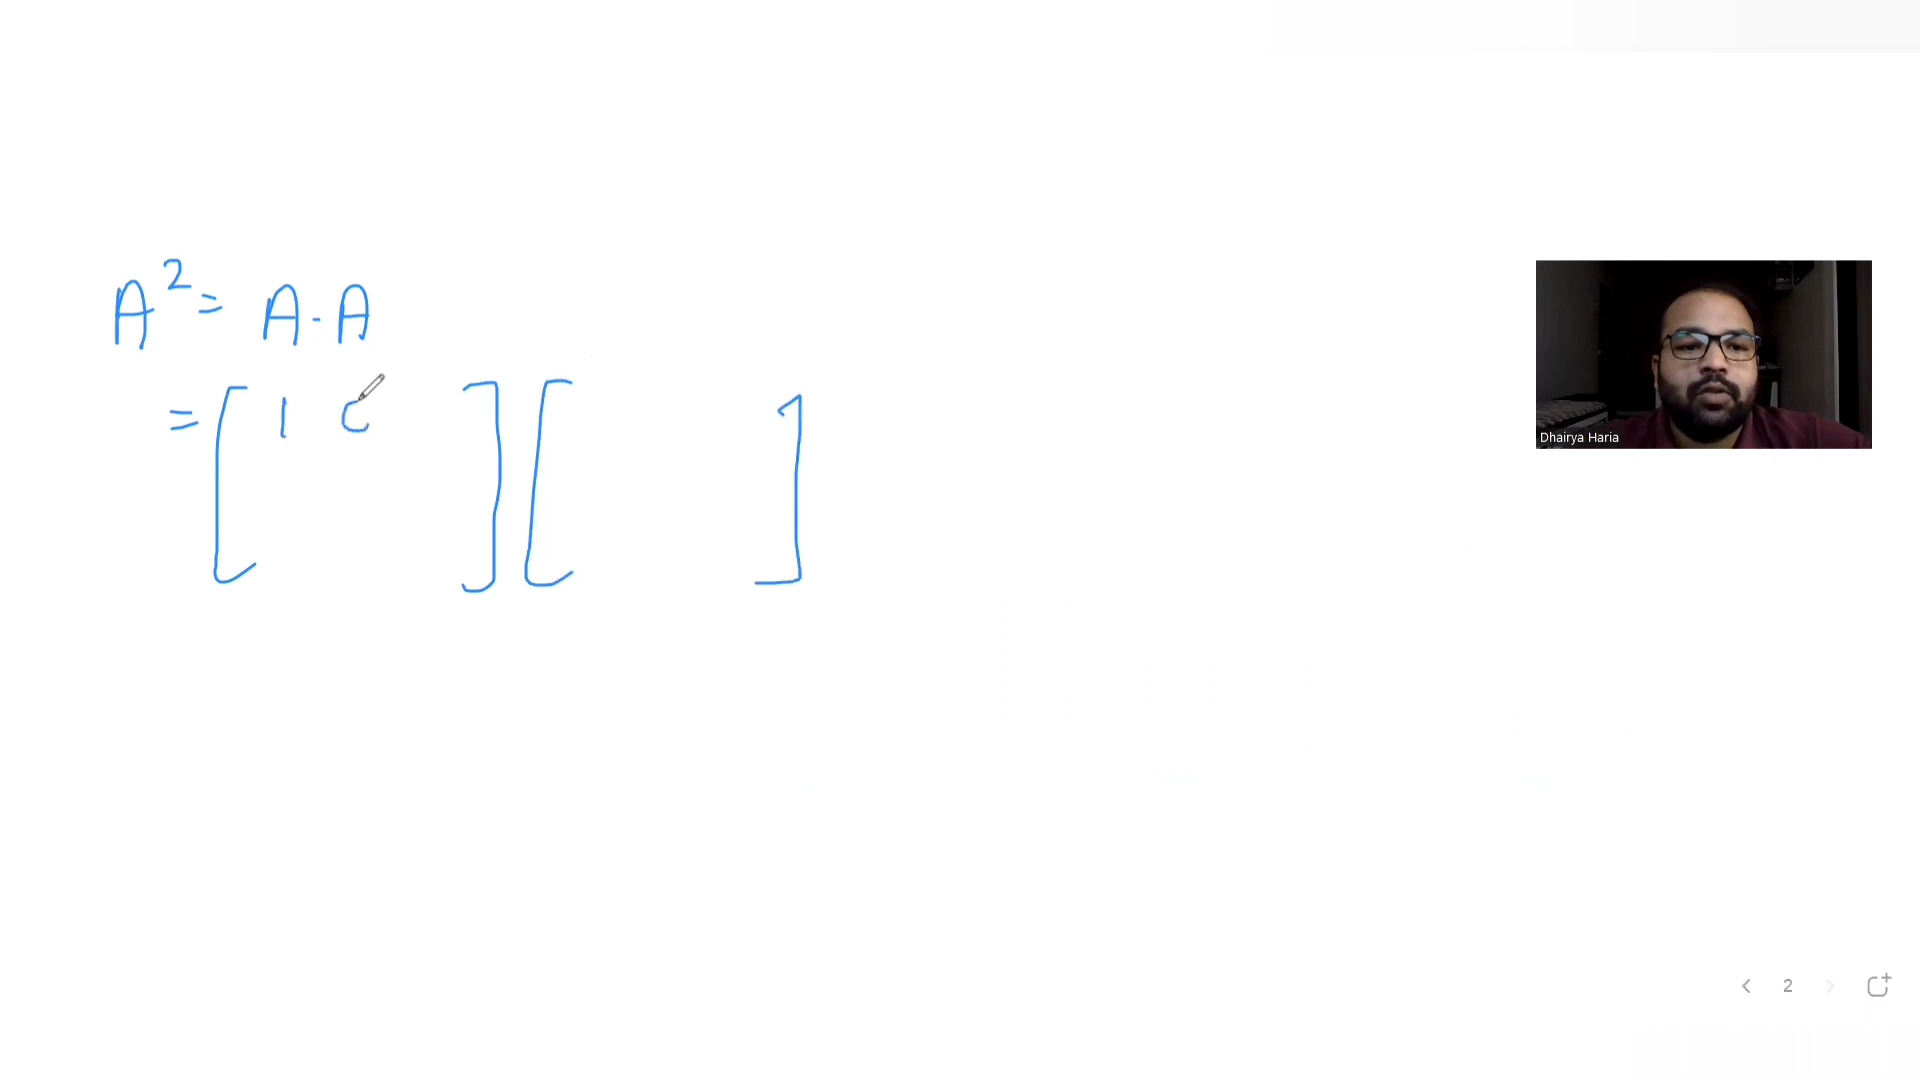 A² = A · A
= [ 1 0 ] [ ]
Dhairya Haria
2